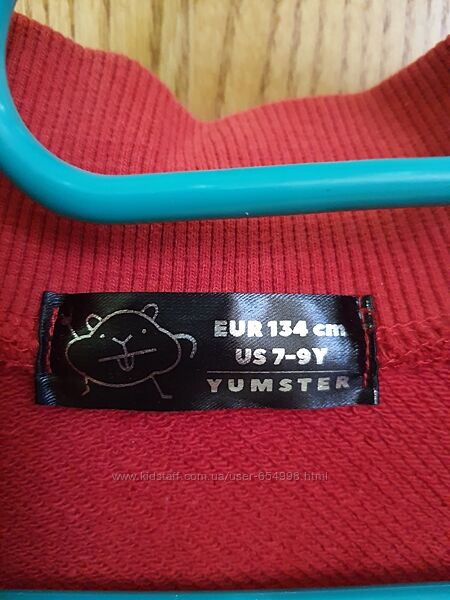 EUR 134 cm
US 7-9Y
YUMSTER
www.kidstaff.com.ua/user-654998.html